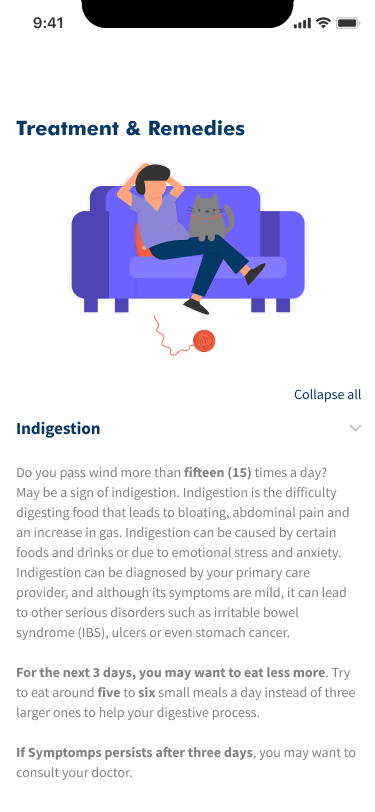 9:41
Treatment & Remedies
Collapse all
Indigestion
Do you pass wind more than fifteen (15) times a day?
May be a sign of indigestion. Indigestion is the difficulty
digesting food that leads to bloating, abdominal pain and
an increase in gas. Indigestion can be caused by certain
foods and drinks or due to emotional stress and anxiety.
Indigestion can be diagnosed by your primary care
provider, and although its symptoms are mild, it can lead
to other serious disorders such as irritable bowel
syndrome (IBS), ulcers or even stomach cancer.
For the next 3 days, you may want to eat less more. Try
to eat around five to six small meals a day instead of three
larger ones to help your digestive process.
If Symptomps persists after three days, you may want to
consult your doctor.